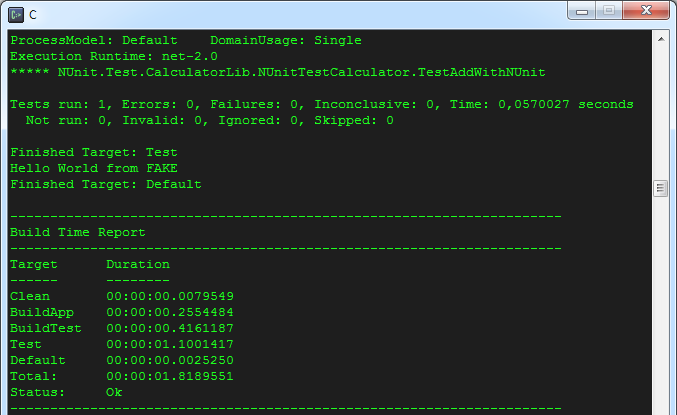 C
ProcessModel: Default    DomainUsage: Single
Execution Runtime: net-2.0
***** NUnit.Test.CalculatorLib.NUnitTestCalculator.TestAddWithNUnit
Tests run: 1, Errors: 0, Failures: 0, Inconclusive: 0, Time: 0,0570027 seconds
  Not run: 0, Invalid: 0, Ignored: 0, Skipped: 0
Finished Target: Test
Hello World from FAKE
Finished Target: Default
---------------------------------------------------------------------
Build Time Report
---------------------------------------------------------------------
Target      Duration
------      --------
Clean       00:00:00.0079549
BuildApp    00:00:00.2554484
BuildTest   00:00:00.4161187
Test        00:00:01.1001417
Default     00:00:00.0025250
Total:      00:00:01.8189551
Status:     Ok
---------------------------------------------------------------------